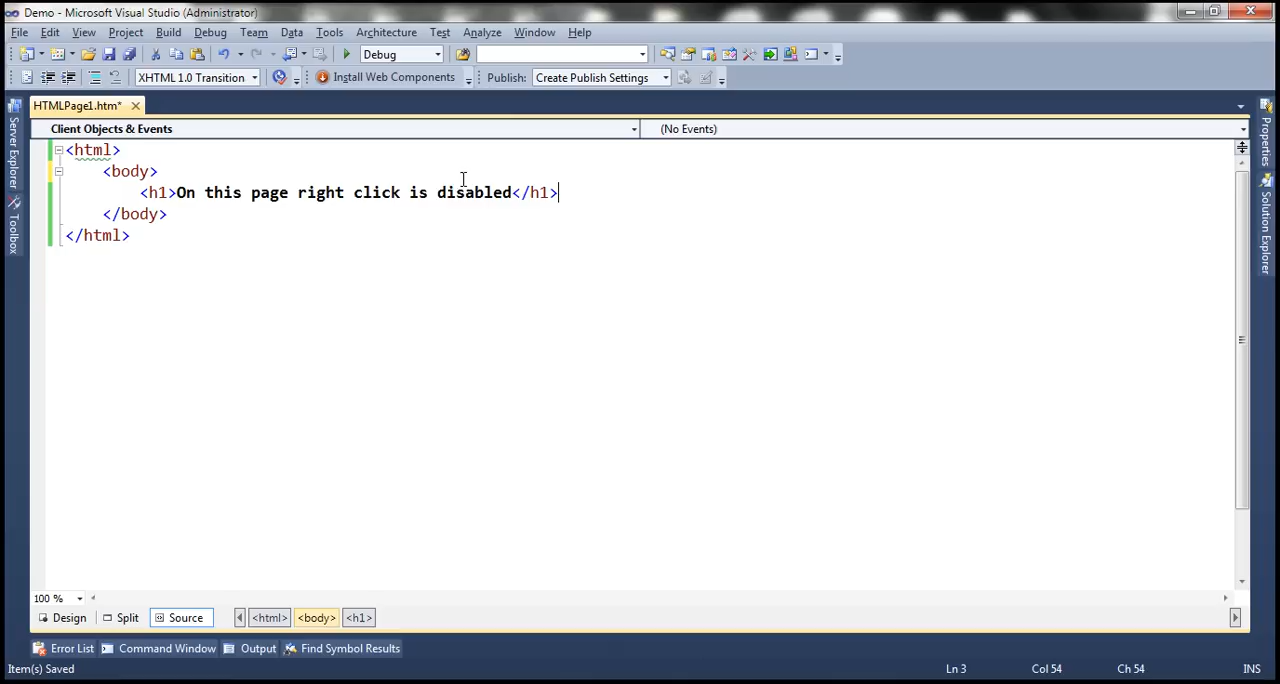 Demo - Microsoft Visual Studio (Administrator)
File Edit View Project Build Debug Team Data Tools Architecture Test Analyze Window Help
Debug
XHTML 1.0 Transition Install Web Components Publish: Create Publish Settings
HTMLPage1.htm*
Client Objects & Events (No Events)
<html>
<body>
<h1>On this page right click is disabled</h1>
</body>
</html>
Server Explorer
Toolbox
Properties
Solution Explorer
100 %
Design Split Source <html> <body> <h1>
Error List Command Window Output Find Symbol Results
Item(s) Saved Ln 3 Col 54 Ch 54 INS